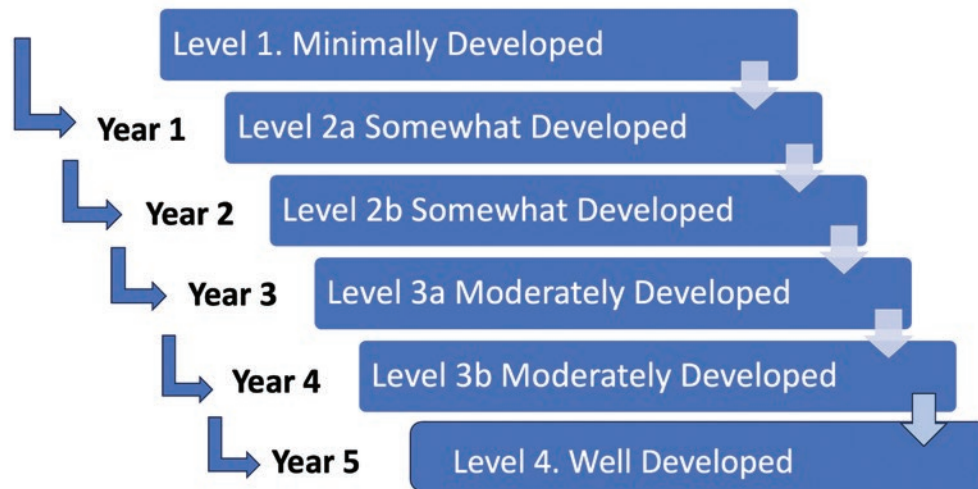 Level 1. Minimally Developed
Year 1 Level 2a Somewhat Developed
Year 2 Level 2b Somewhat Developed
Year 3 Level 3a Moderately Developed
Year 4 Level 3b Moderately Developed
Year 5 Level 4. Well Developed